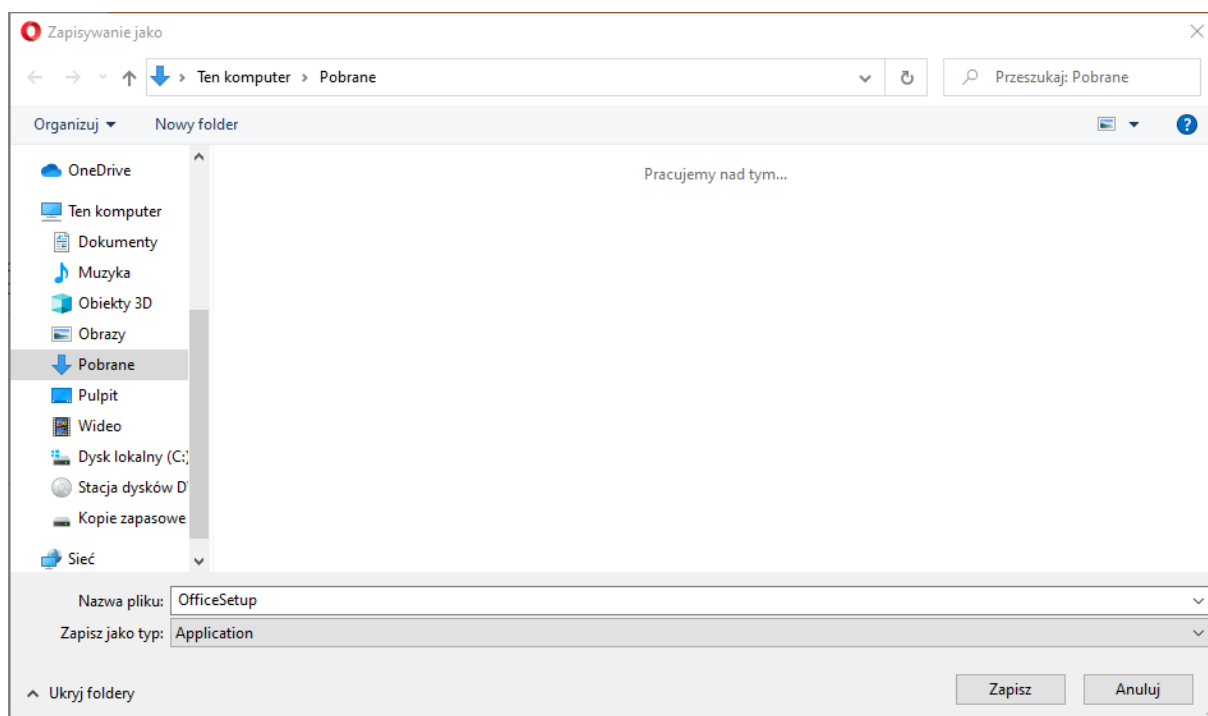 Zapisywanie jako
Ten komputer > Pobrane
Przeszukaj: Pobrane
Organizuj
Nowy folder
OneDrive
Pracujemy nad tym...
Ten komputer
Dokumenty
Muzyka
Obiekty 3D
Obrazy
Pobrane
Pulpit
Wideo
Dysk lokalny (C:)
Stacja dysków D
Kopie zapasowe
Sieć
Nazwa pliku: OfficeSetup
Zapisz jako typ: Application
Ukryj foldery
Zapisz
Anuluj